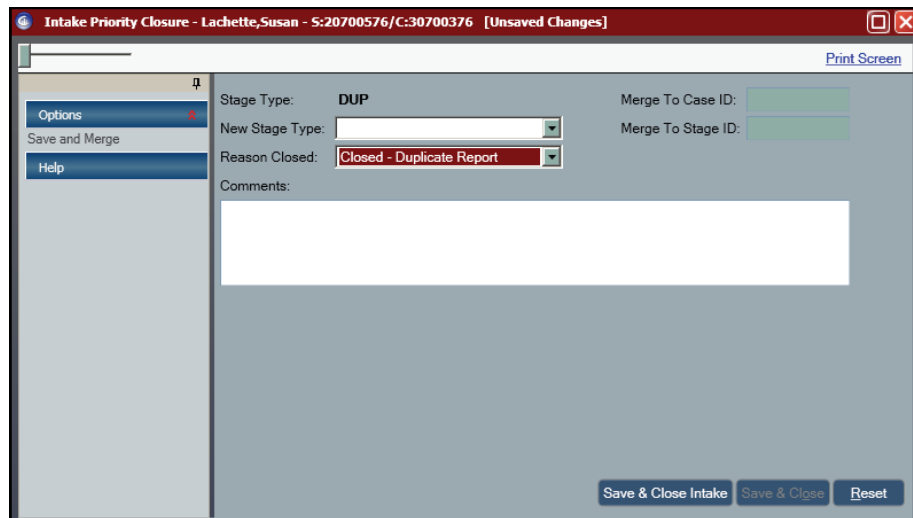 Intake Priority Closure - Lachette,Susan - S:20700576/C:30700376 [Unsaved Changes]
Print Screen
Options
Save and Merge
Help
Stage Type: DUP Merge To Case ID:
New Stage Type: Merge To Stage ID:
Reason Closed: Closed - Duplicate Report
Comments:
Save & Close Intake Save & Close Reset